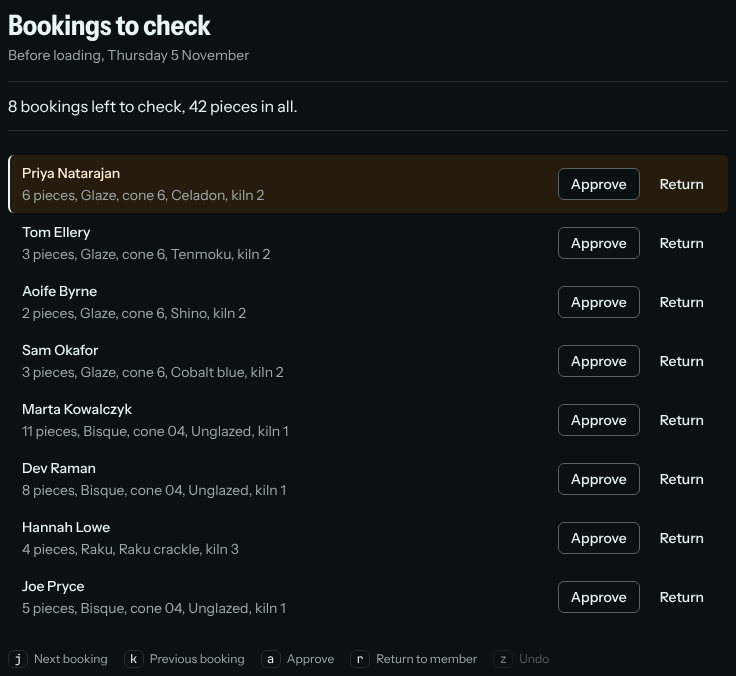 Bookings to check
Before loading, Thursday 5 November
8 bookings left to check, 42 pieces in all.
Priya Natarajan
6 pieces, Glaze, cone 6, Celadon, kiln 2
Approve Return
Tom Ellery
3 pieces, Glaze, cone 6, Tenmoku, kiln 2
Approve Return
Aoife Byrne
2 pieces, Glaze, cone 6, Shino, kiln 2
Approve Return
Sam Okafor
3 pieces, Glaze, cone 6, Cobalt blue, kiln 2
Approve Return
Marta Kowalczyk
11 pieces, Bisque, cone 04, Unglazed, kiln 1
Approve Return
Dev Raman
8 pieces, Bisque, cone 04, Unglazed, kiln 1
Approve Return
Hannah Lowe
4 pieces, Raku, Raku crackle, kiln 3
Approve Return
Joe Pryce
5 pieces, Bisque, cone 04, Unglazed, kiln 1
Approve Return
j Next booking k Previous booking a Approve r Return to member z Undo